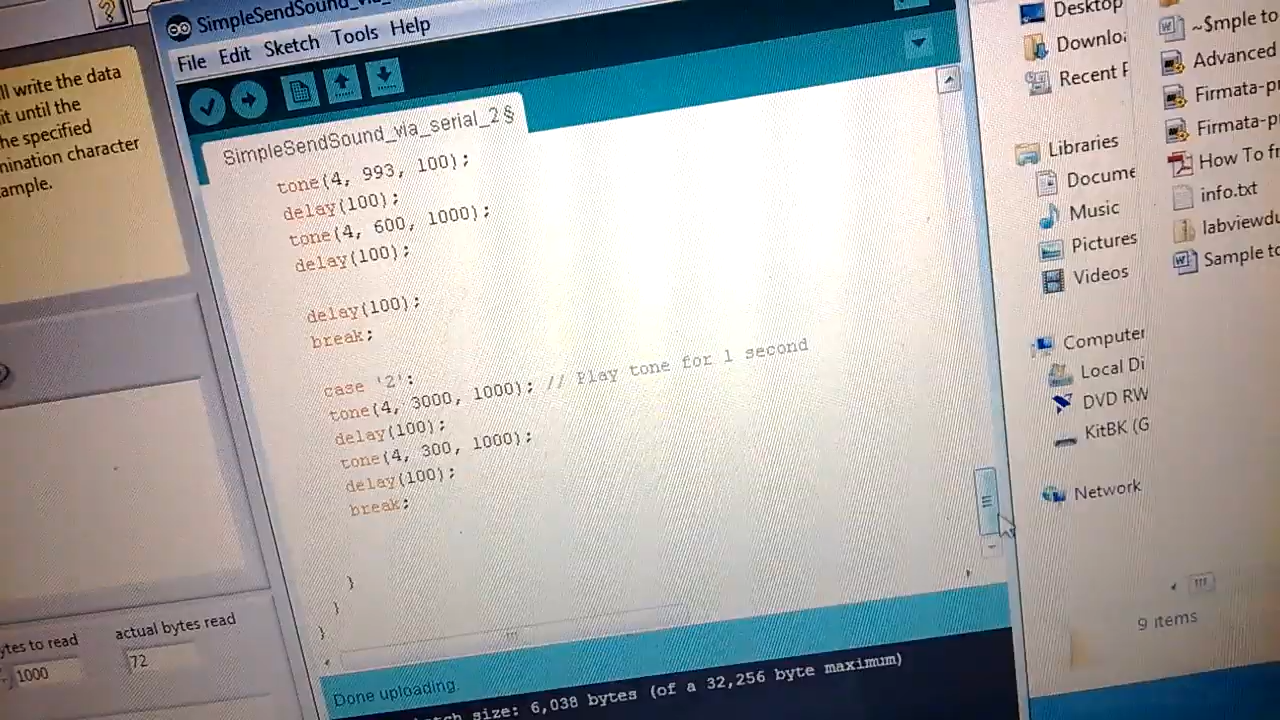 SimpleSendSound_via_
File Edit Sketch Tools Help
SimpleSendSound_via_serial_2 §
tone(4, 993, 100);
delay(100);
tone(4, 600, 1000);
delay(100);
delay(100);
break;
case '2':
tone(4, 3000, 1000); // Play tone for 1 second
delay(100);
tone(4, 300, 1000);
delay(100);
break;
}
}
}
Done uploading.
size: 6,038 bytes (of a 32,256 byte maximum)
ll write the data
it until the
he specified
mination character
ample.
ytes to read
1000
actual bytes read
72
Desktop
Downlo
Recent P
Libraries
Docume
Music
Pictures
Videos
Computer
Local Di
DVD RW
KitBK (G
Network
~$mple to
Advanced
Firmata-p
Firmata-p
How To fr
info.txt
labviewdu
Sample to
9 items